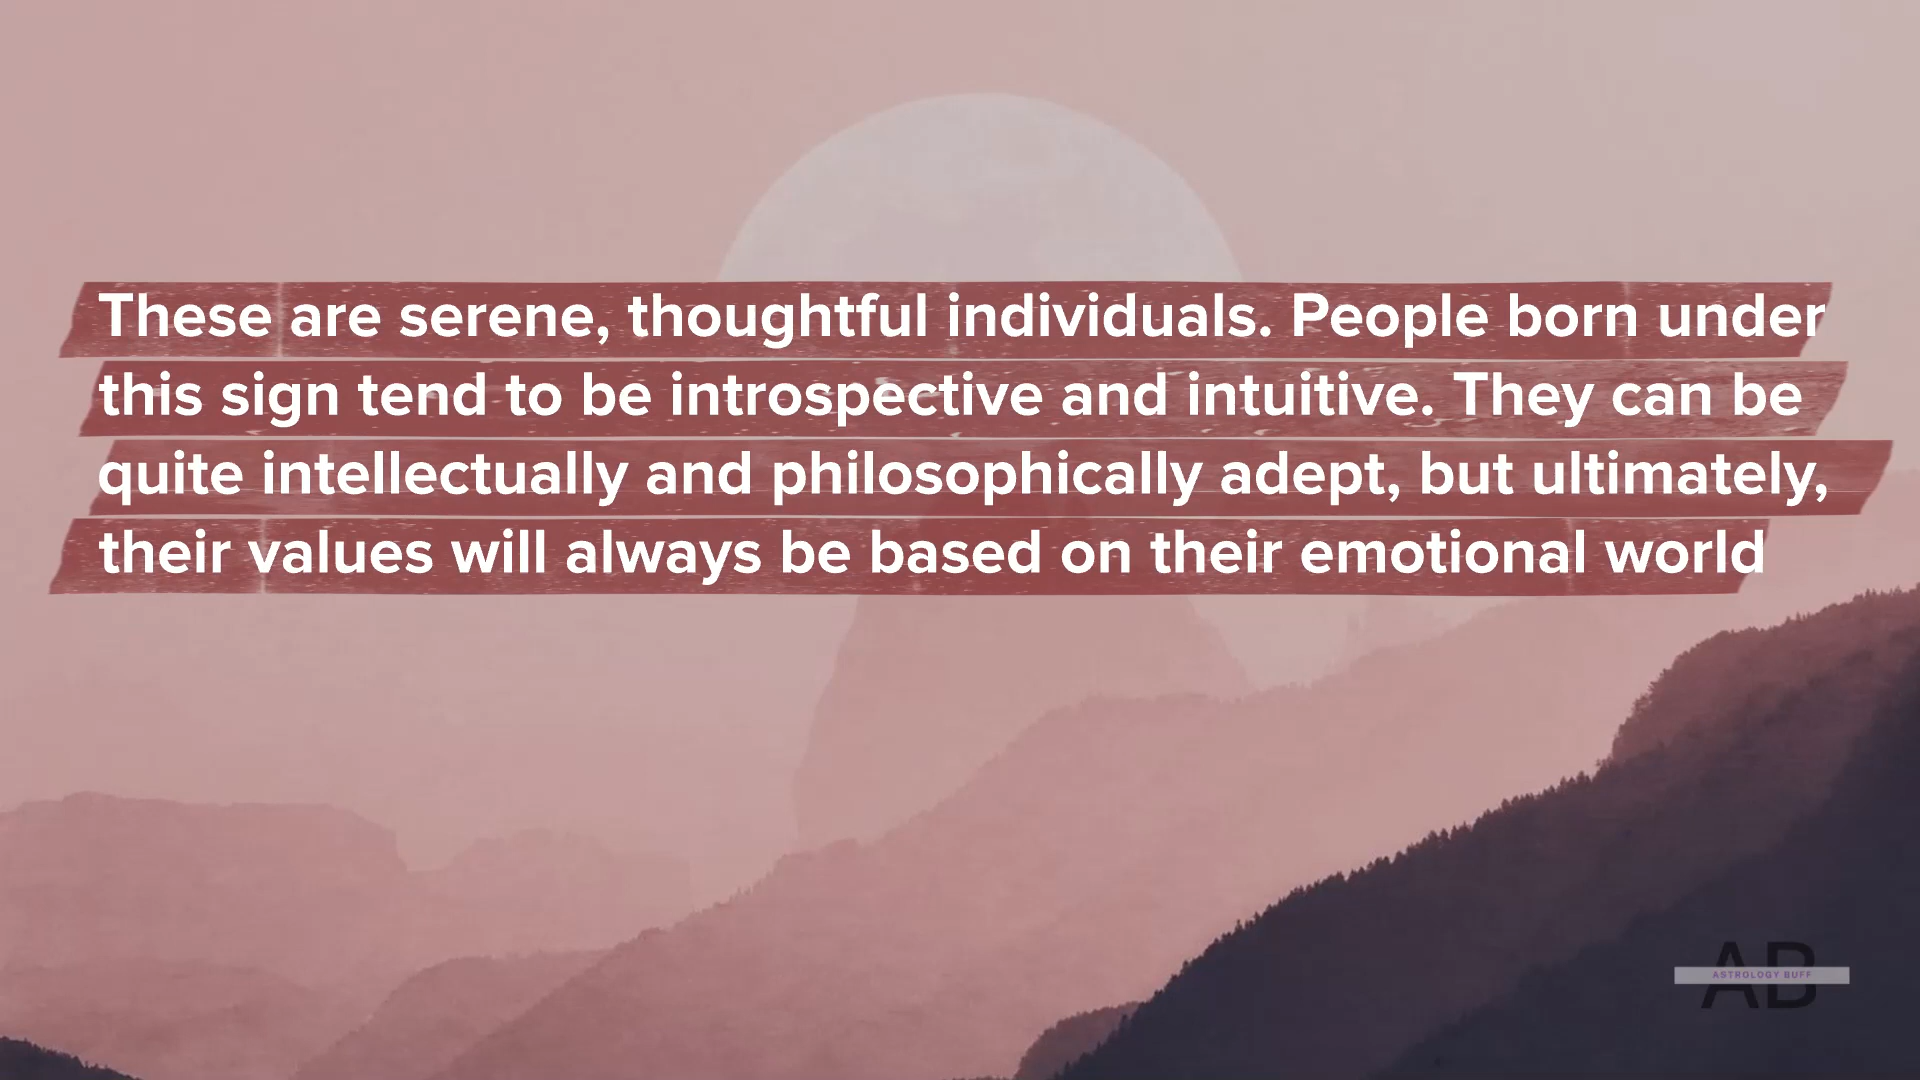 These are serene, thoughtful individuals. People born under
this sign tend to be introspective and intuitive. They can be
quite intellectually and philosophically adept, but ultimately,
their values will always be based on their emotional world
AB
ASTROLOGY BUFF